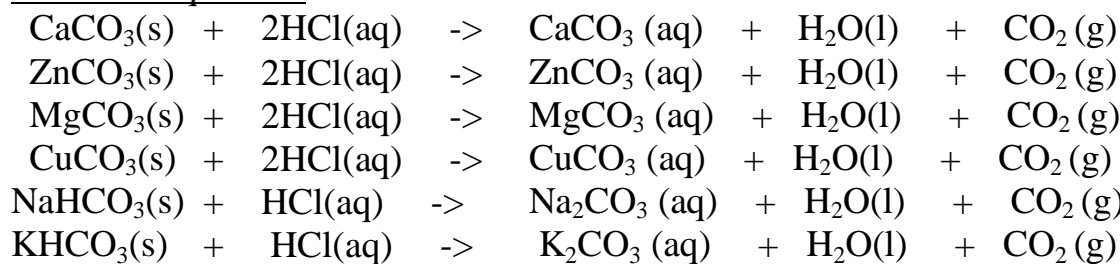 CaCO₃(s) + 2HCl(aq) -> CaCO₃ (aq) + H₂O(l) + CO₂ (g)
ZnCO₃(s) + 2HCl(aq) -> ZnCO₃ (aq) + H₂O(l) + CO₂ (g)
MgCO₃(s) + 2HCl(aq) -> MgCO₃ (aq) + H₂O(l) + CO₂ (g)
CuCO₃(s) + 2HCl(aq) -> CuCO₃ (aq) + H₂O(l) + CO₂ (g)
NaHCO₃(s) + HCl(aq) -> Na₂CO₃ (aq) + H₂O(l) + CO₂ (g)
KHCO₃(s) + HCl(aq) -> K₂CO₃ (aq) + H₂O(l) + CO₂ (g)